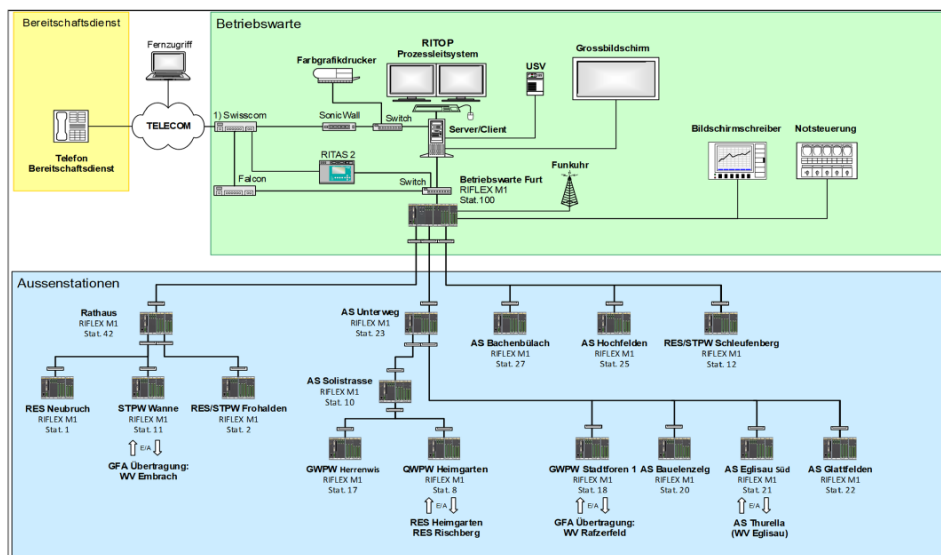 Bereitschaftsdienst
Betriebswarte
Fernzugriff
TELECOM
Telefon
Bereitschaftsdienst
RITOP
Prozessleitsystem
Farbgrafikdrucker
USV
Grossbildschirm
1) Swisscom
SonicWall
Switch
Server/Client
Bildschirmschreiber
Notsteuerung
RITAS 2
Falcon
Switch
Betriebswarte Furt
RIFLEX M1
Stat.100
Funkuhr
Aussenstationen
Rathaus
RIFLEX M1
Stat. 42
AS Unterweg
RIFLEX M1
Stat. 23
AS Bachenbülach
RIFLEX M1
Stat. 27
AS Hochfelden
RIFLEX M1
Stat. 25
RES/STPW Schleufenberg
RIFLEX M1
Stat. 12
RES Neubruch
RIFLEX M1
Stat. 1
STPW Wanne
RIFLEX M1
Stat. 11
E/A
GFA Übertragung:
WV Embrach
RES/STPW Frohalden
RIFLEX M1
Stat. 2
AS Solistrasse
RIFLEX M1
Stat. 10
GWPW Herrenwis
RIFLEX M1
Stat. 17
QWPW Heimgarten
RIFLEX M1
Stat. 8
E/A
RES Heimgarten
RES Rischberg
GWPW Stadtforen 1
RIFLEX M1
Stat. 18
E/A
GFA Übertragung:
WV Rafzerfeld
AS Bauelenzelg
RIFLEX M1
Stat. 20
AS Eglisau Süd
RIFLEX M1
Stat. 21
E/A
AS Thurella
(WV Eglisau)
AS Glattfelden
RIFLEX M1
Stat. 22